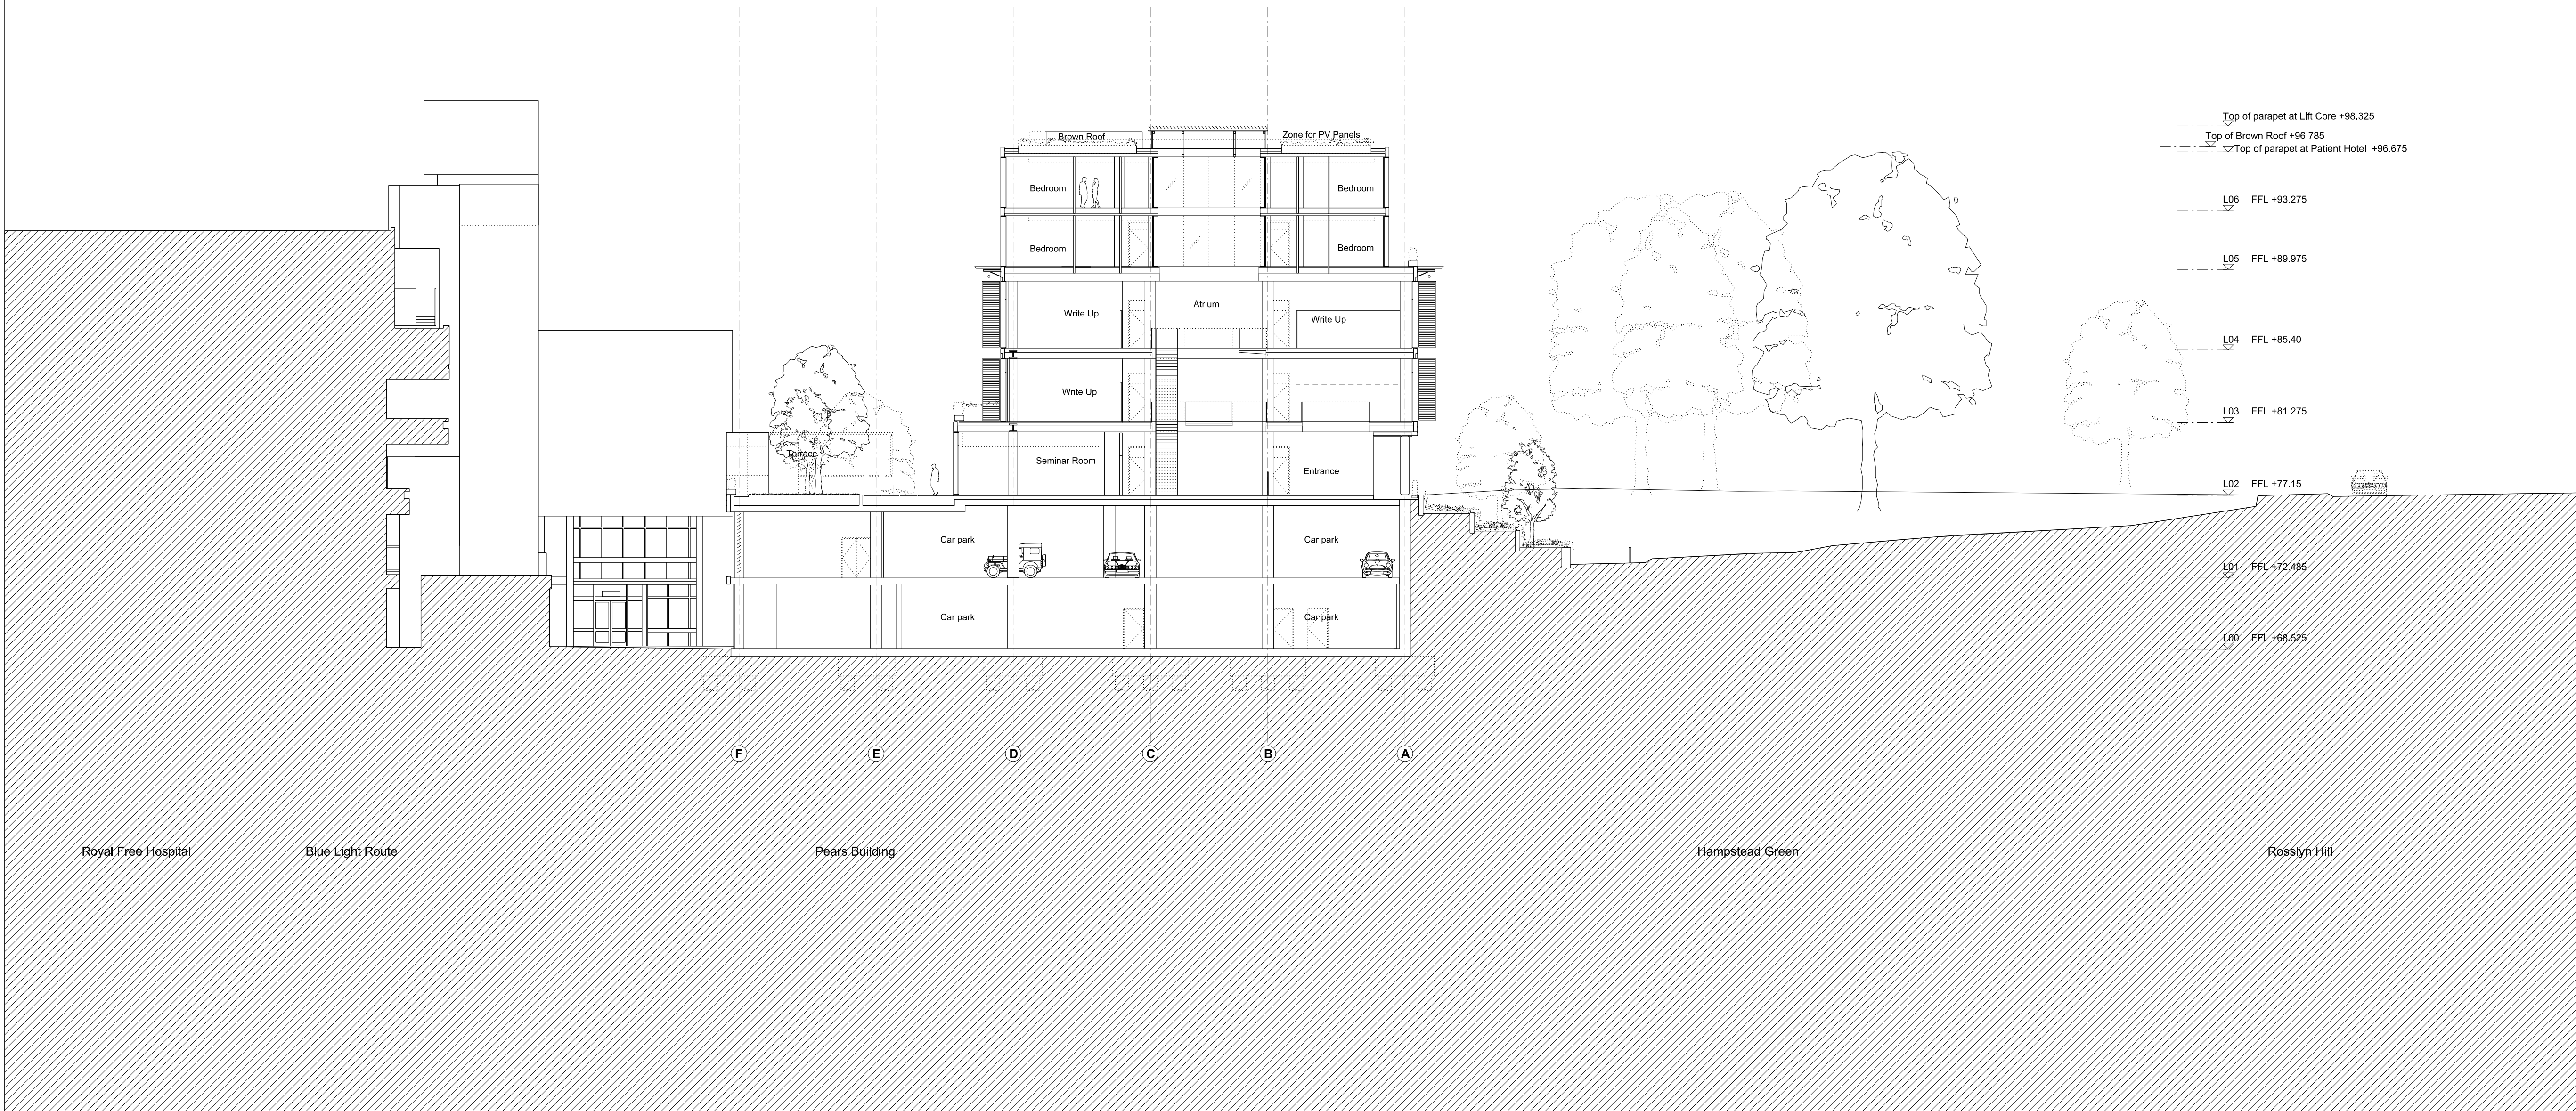 Top of parapet at Lift Core +98.325
Brown Roof
Zone for PV Panels
Top of Brown Roof +96.785
Top of parapet at Patient Hotel +96.675
Bedroom
Bedroom
L06 FFL +93.275
Bedroom
Bedroom
L05 FFL +89.975
Write Up
Atrium
Write Up
L04 FFL +85.40
Write Up
L03 FFL +81.275
Terrace
Seminar Room
Entrance
L02 FFL +77.15
Car park
Car park
L01 FFL +72.485
Car park
Car park
L00 FFL +68.525
F
E
D
C
B
A
Royal Free Hospital
Blue Light Route
Pears Building
Hampstead Green
Rosslyn Hill